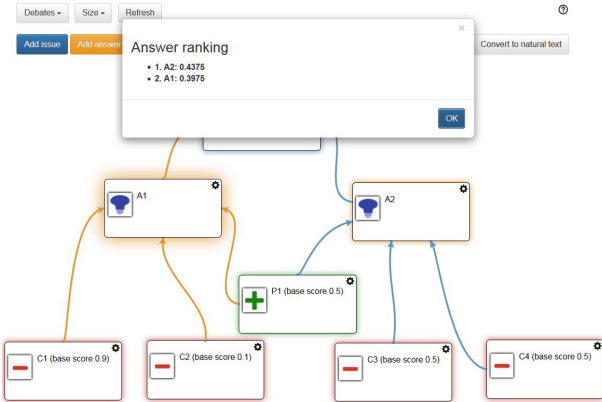 Debates
Size
Refresh
Add issue
Add answer
Convert to natural text
×
Answer ranking
1. A2: 0.4375
2. A1: 0.3975
OK
A1
A2
P1 (base score 0.5)
C1 (base score 0.9)
C2 (base score 0.1)
C3 (base score 0.5)
C4 (base score 0.5)